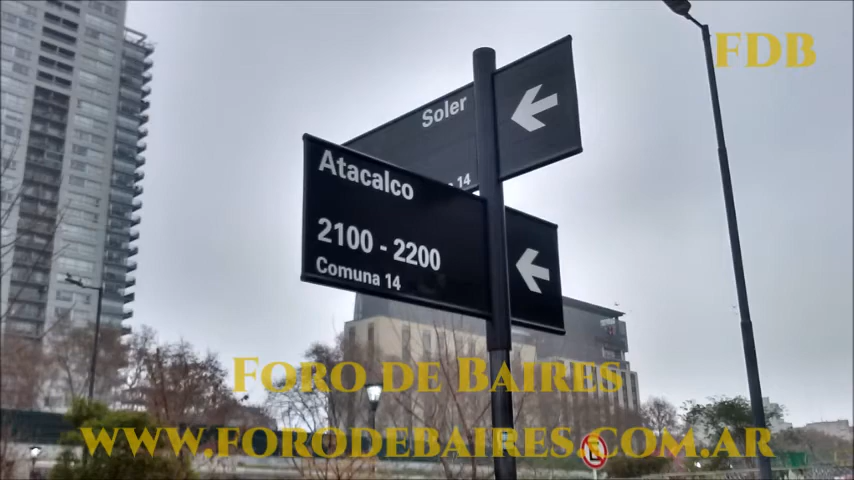 FDB
Soler
14
Atacalco
2100 - 2200
Comuna 14
Foro de Baires
www.forodebaires.com.ar